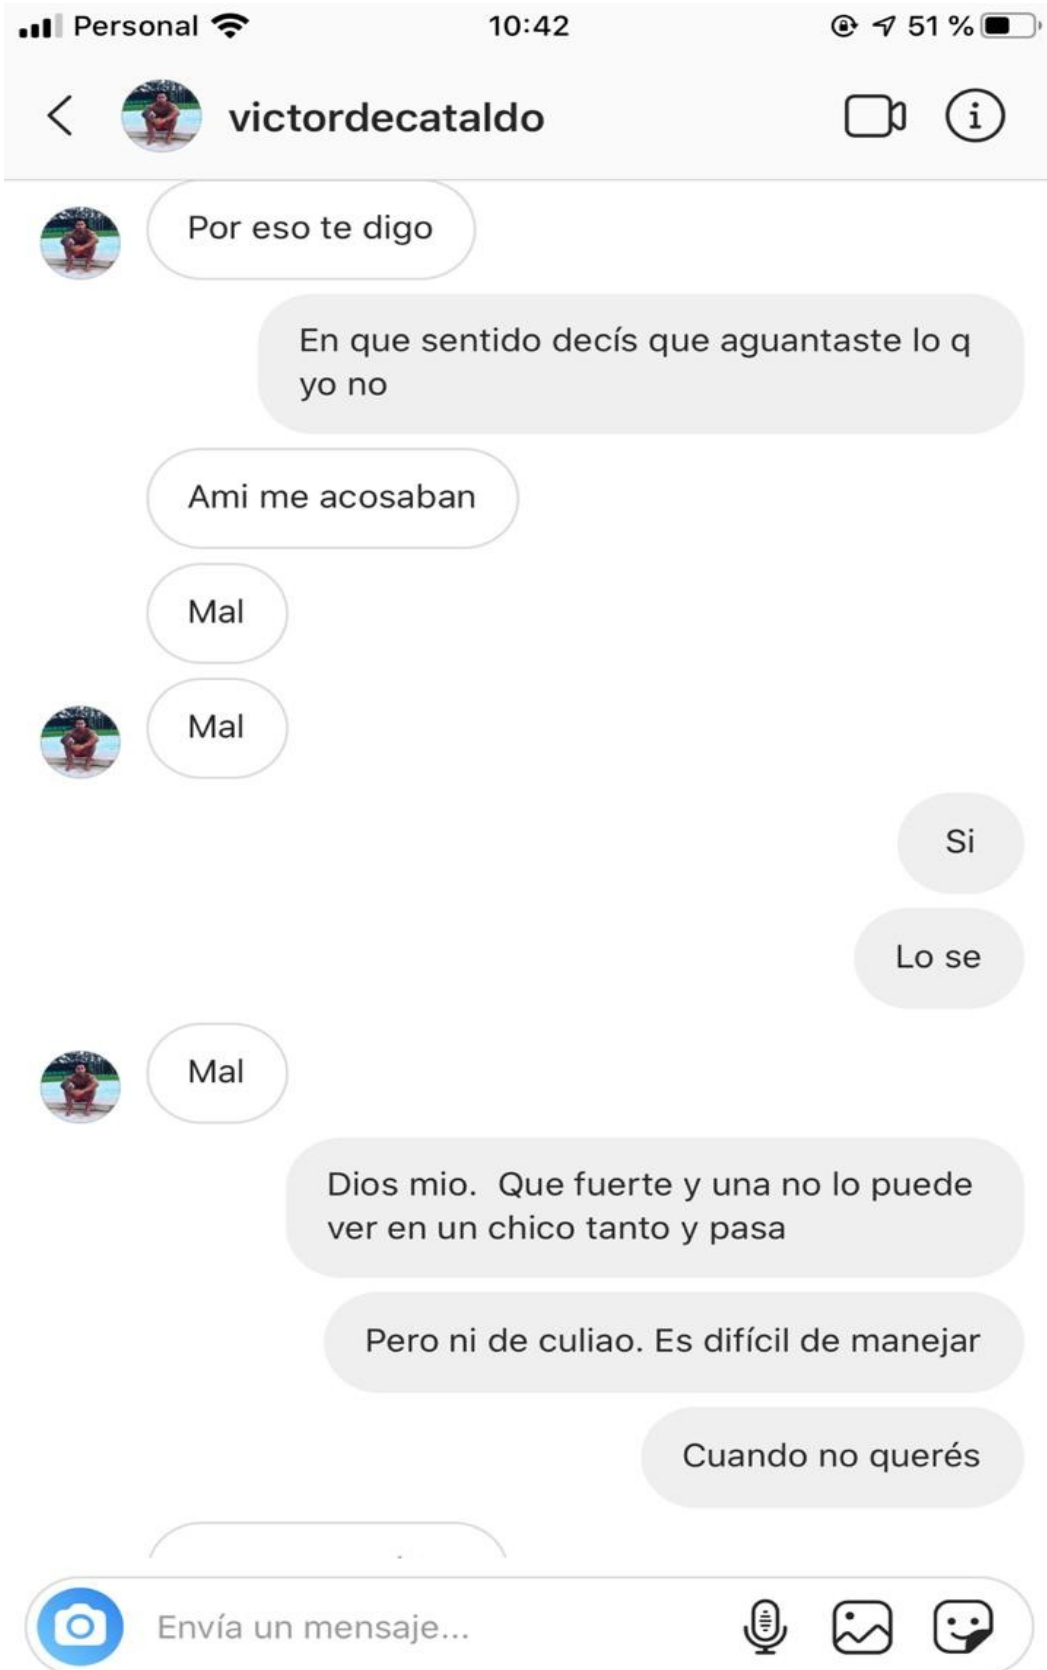 Personal
10:42
51 %
victordecataldo
Por eso te digo
En que sentido decís que aguantaste lo q
yo no
Ami me acosaban
Mal
Mal
Si
Lo se
Mal
Dios mio. Que fuerte y una no lo puede
ver en un chico tanto y pasa
Pero ni de culiao. Es difícil de manejar
Cuando no querés
Envía un mensaje...